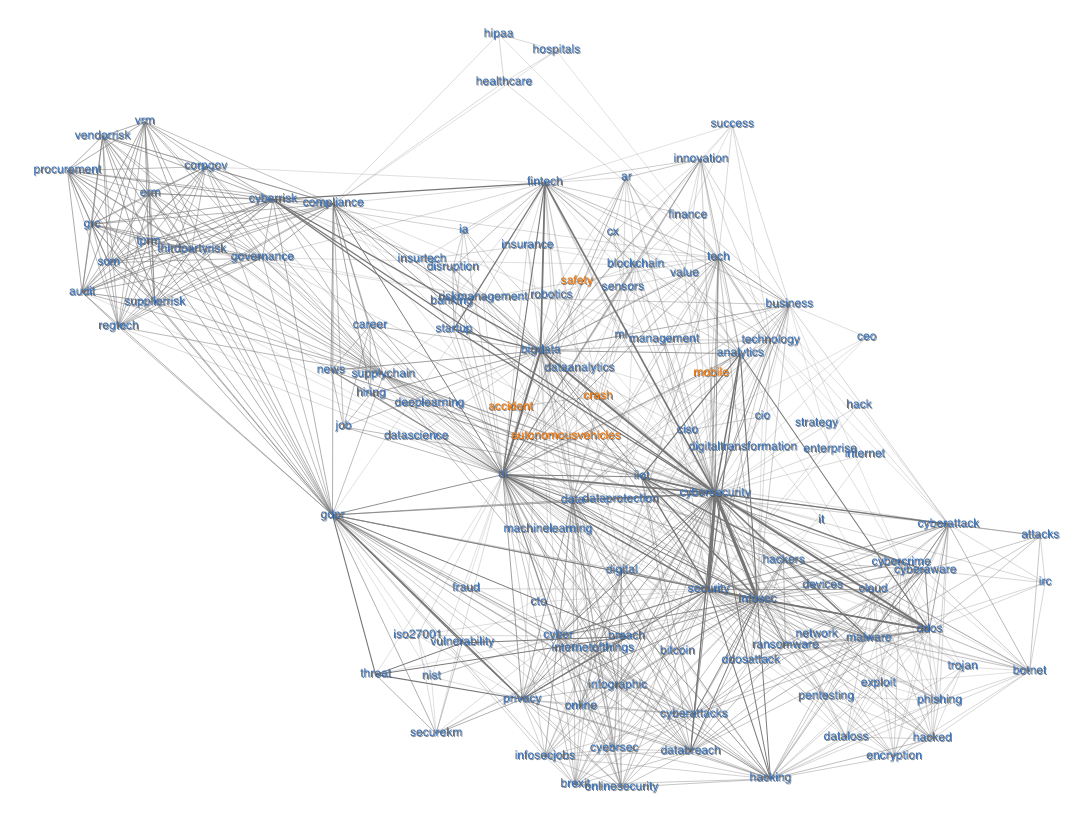 hipaa
hospitals
healthcare
vrm
success
vendorrisk
innovation
procurement
corpgov
ar
fintech
erm
cyberrisk
compliance
finance
grc
ia
cx
tprm
insurance
thirdpartyrisk
governance
tech
insurtech
som
disruption
blockchain
value
safety
sensors
audit
supplierrisk
banking
riskmanagement
robotics
business
regtech
career
startup
ml
management
technology
ceo
bigdata
analytics
news
supplychain
dataanalytics
mobile
hiring
deeplearning
crash
accident
hack
cio
strategy
job
datascience
autonomousvehicles
ciso
digitaltransformation
enterprise
internet
iiot
data
dataprotection
cybersecurity
gdpr
it
machinelearning
cyberattack
attacks
hackers
cybercrime
digital
cyberaware
irc
fraud
security
devices
cloud
infosec
cto
iso27001
vulnerability
cyber
breach
network
malware
ddos
internetofthings
bitcoin
ransomware
ddosattack
trojan
botnet
threat
nist
infographic
exploit
privacy
online
pentesting
phishing
cyberattacks
securekm
dataloss
hacked
infosecjobs
cyebrsec
databreach
encryption
brexit
onlinesecurity
hacking